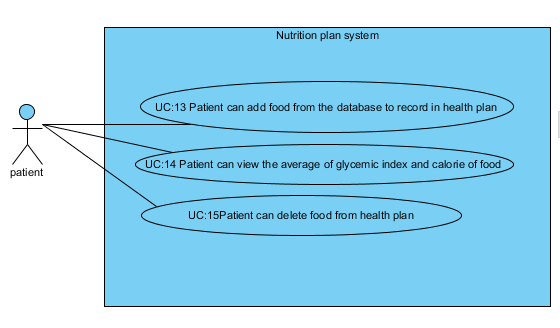 Nutrition plan system
UC:13 Patient can add food from the database to record in health plan
UC:14 Patient can view the average of glycemic index and calorie of food
patient
UC:15Patient can delete food from health plan